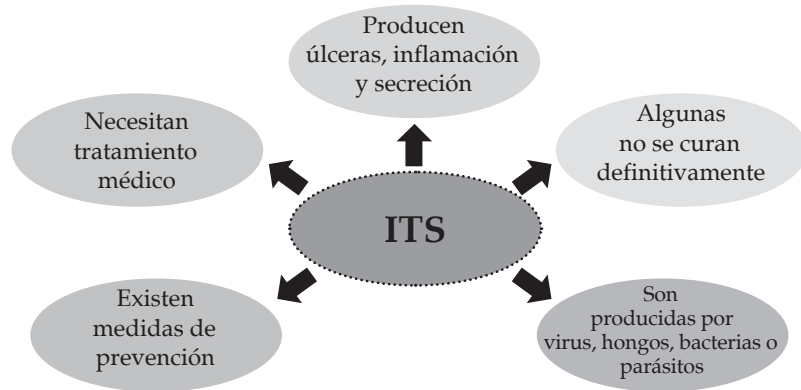 Producen
úlceras, inflamación
y secreción
Necesitan
tratamiento
médico
Algunas
no se curan
definitivamente
ITS
Existen
medidas de
prevención
Son
producidas por
virus, hongos, bacterias o
parásitos